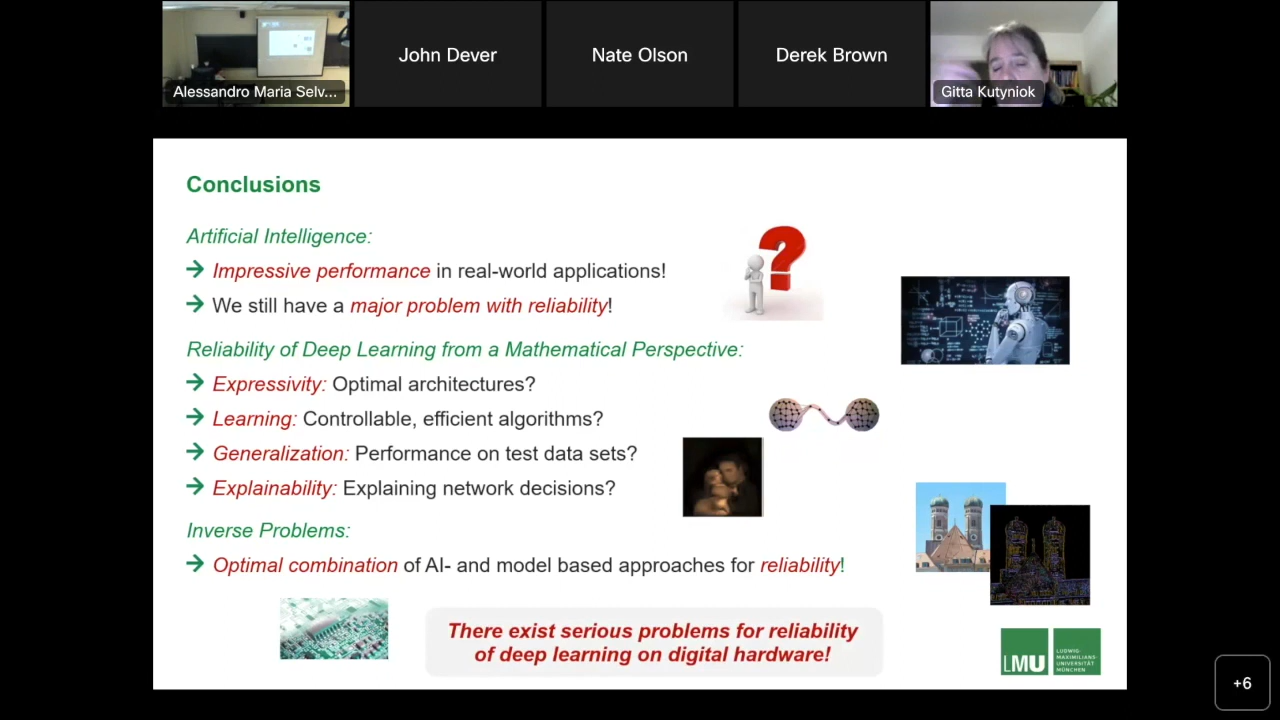 Alessandro Maria Selv...
John Dever
Nate Olson
Derek Brown
Gitta Kutyniok
Conclusions
Artificial Intelligence:
→ Impressive performance in real-world applications!
→ We still have a major problem with reliability!
Reliability of Deep Learning from a Mathematical Perspective:
→ Expressivity: Optimal architectures?
→ Learning: Controllable, efficient algorithms?
→ Generalization: Performance on test data sets?
→ Explainability: Explaining network decisions?
Inverse Problems:
→ Optimal combination of AI- and model based approaches for reliability!
There exist serious problems for reliability
of deep learning on digital hardware!
LMU
LUDWIG-
MAXIMILIANS-
UNIVERSITÄT
MÜNCHEN
+6